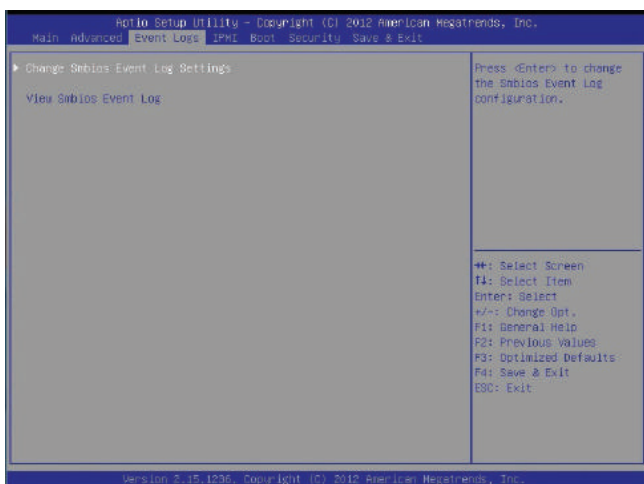 Aptio Setup Utility - Copyright (C) 2012 American Megatrends, Inc.
Main Advanced Event Logs IPMI Boot Security Save & Exit
Change Smbios Event Log Settings
View Smbios Event Log
Press <Enter> to change
the Smbios Event Log
configuration.
→←: Select Screen
↑↓: Select Item
Enter: Select
+/-: Change Opt.
F1: General Help
F2: Previous Values
F3: Optimized Defaults
F4: Save & Exit
ESC: Exit
Version 2.15.1236. Copyright (C) 2012 American Megatrends, Inc.